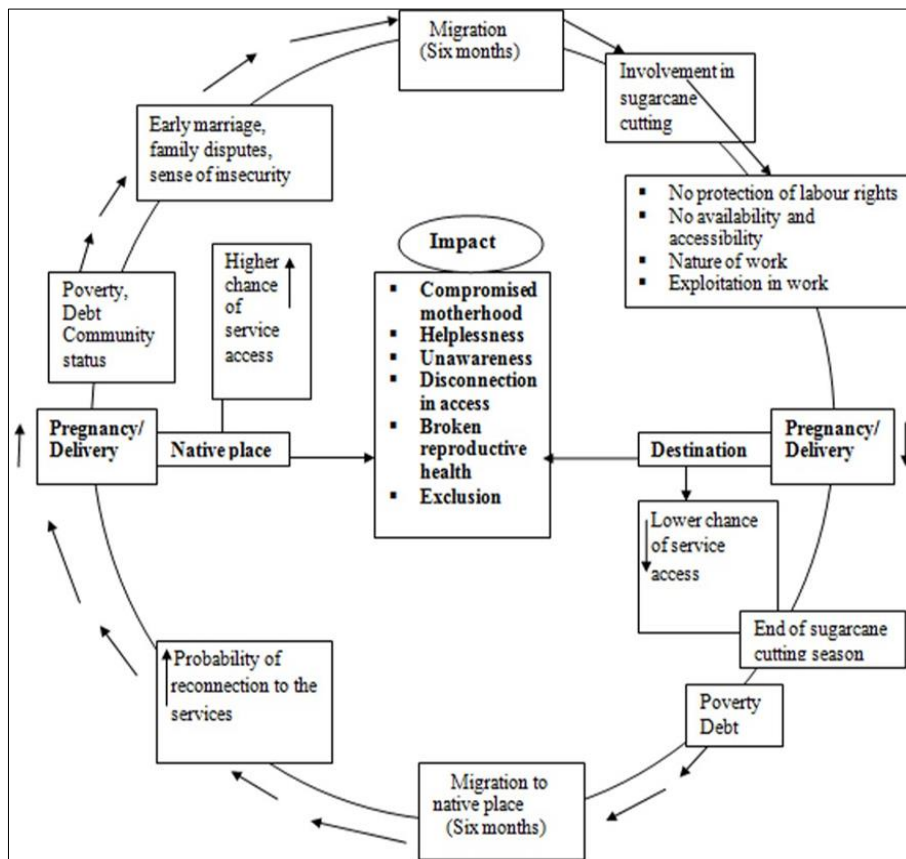 Migration
(Six months)
Involvement in
sugarcane
cutting
▪ No protection of labour rights
▪ No availability and
accessibility
▪ Nature of work
▪ Exploitation in work
Early marriage,
family disputes,
sense of insecurity
Higher
chance
of
service
access
Poverty,
Debt
Community
status
Impact
▪ Compromised
motherhood
▪ Helplessness
▪ Unawareness
▪ Disconnection
in access
▪ Broken
reproductive
health
▪ Exclusion
Pregnancy/
Delivery
Native place
Destination
Pregnancy/
Delivery
Lower chance
of service
access
End of sugarcane
cutting season
Poverty
Debt
Migration to
native place
(Six months)
Probability of
reconnection to the
services